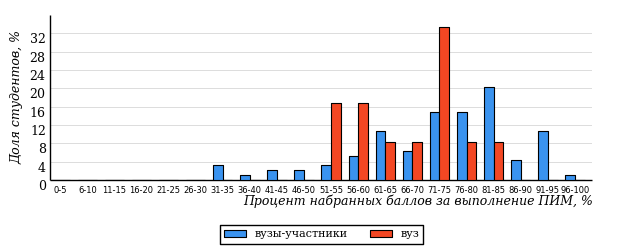 Доля студентов, %
32
28
24
20
16
12
8
4
0
0-5 6-10 11-15 16-20 21-25 26-30 31-35 36-40 41-45 46-50 51-55 56-60 61-65 66-70 71-75 76-80 81-85 86-90 91-95 96-100
Процент набранных баллов за выполнение ПИМ, %
вузы-участники вуз